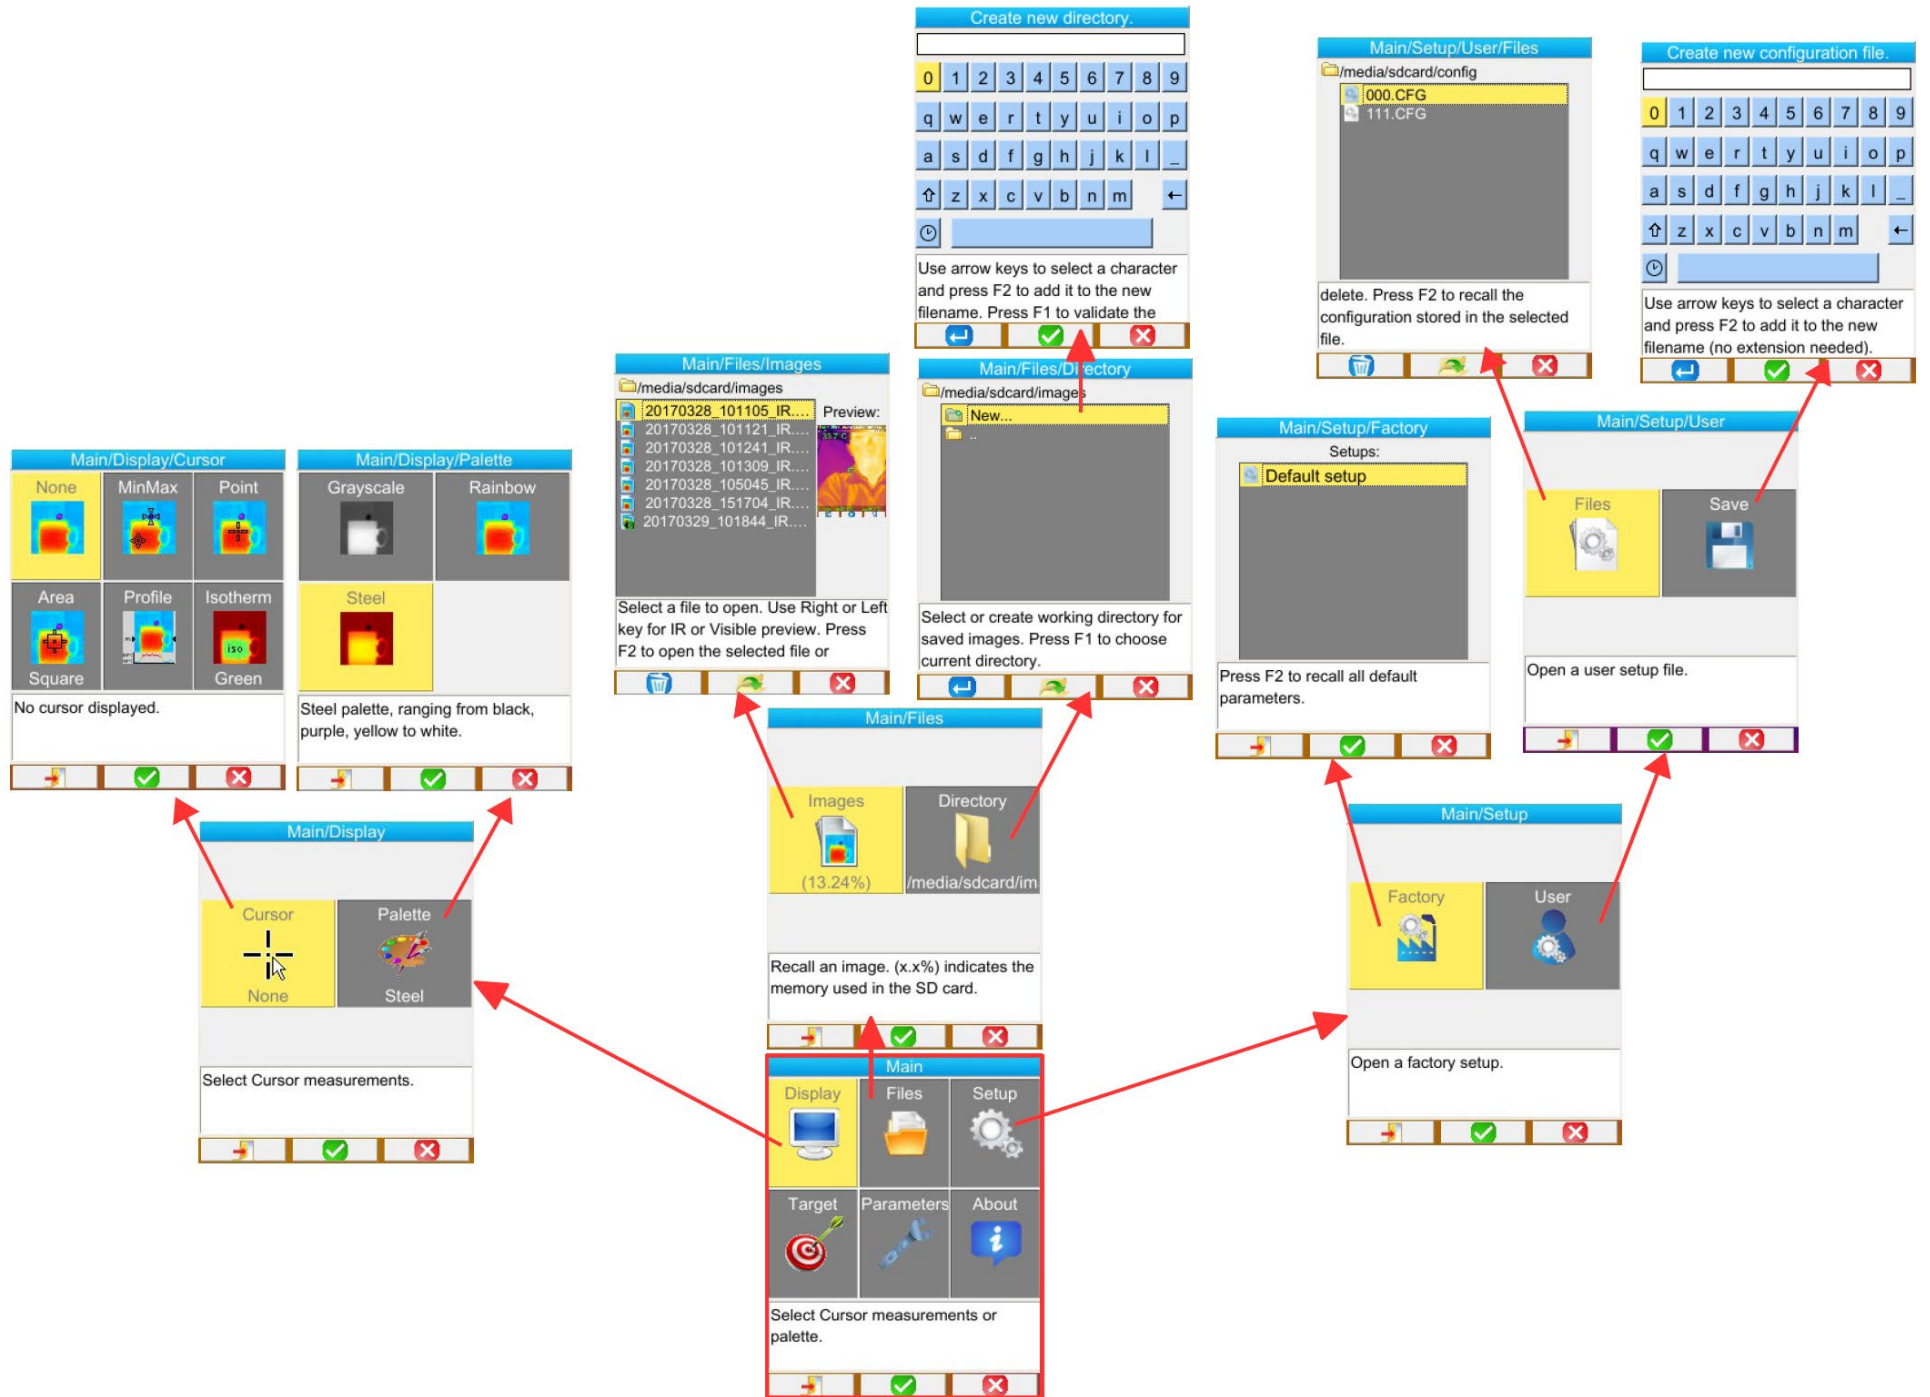 Create new directory.
0 1 2 3 4 5 6 7 8 9
q w e r t y u i o p
a s d f g h j k l _
z x c v b n m
Use arrow keys to select a character
and press F2 to add it to the new
filename. Press F1 to validate the
Main/Setup/User/Files
/media/sdcard/config
000.CFG
111.CFG
delete. Press F2 to recall the
configuration stored in the selected
file.
Create new configuration file.
0 1 2 3 4 5 6 7 8 9
q w e r t y u i o p
a s d f g h j k l _
z x c v b n m
Use arrow keys to select a character
and press F2 to add it to the new
filename (no extension needed).
Main/Files/Images
/media/sdcard/images
20170328_101105_IR....
20170328_101121_IR....
20170328_101241_IR....
20170328_101309_IR....
20170328_105045_IR....
20170328_151704_IR....
20170329_101844_IR....
Preview:
Select a file to open. Use Right or Left
key for IR or Visible preview. Press
F2 to open the selected file or
Main/Files/Directory
/media/sdcard/images
New...
..
Select or create working directory for
saved images. Press F1 to choose
current directory.
Main/Setup/Factory
Setups:
Default setup
Press F2 to recall all default
parameters.
Main/Setup/User
Files Save
Open a user setup file.
Main/Display/Cursor
None MinMax Point
Area Profile Isotherm
iso
Square Green
No cursor displayed.
Main/Display/Palette
Grayscale Rainbow
Steel
Steel palette, ranging from black,
purple, yellow to white.
Main/Files
Images Directory
(13.24%) /media/sdcard/im
Recall an image. (x.x%) indicates the
memory used in the SD card.
Main/Display
Cursor Palette
None Steel
Select Cursor measurements.
Main/Setup
Factory User
Open a factory setup.
Main
Display Files Setup
Target Parameters About
Select Cursor measurements or
palette.